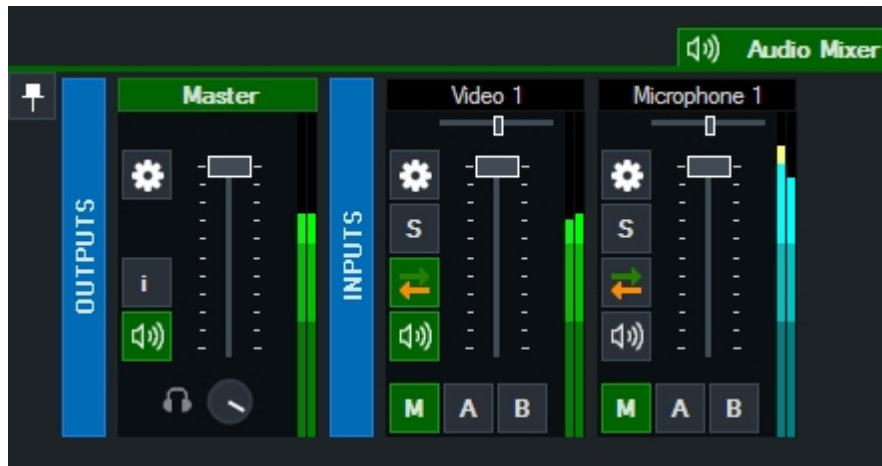 Audio Mixer
OUTPUTS
Master
i
INPUTS
Video 1
S
M A B
Microphone 1
S
M A B